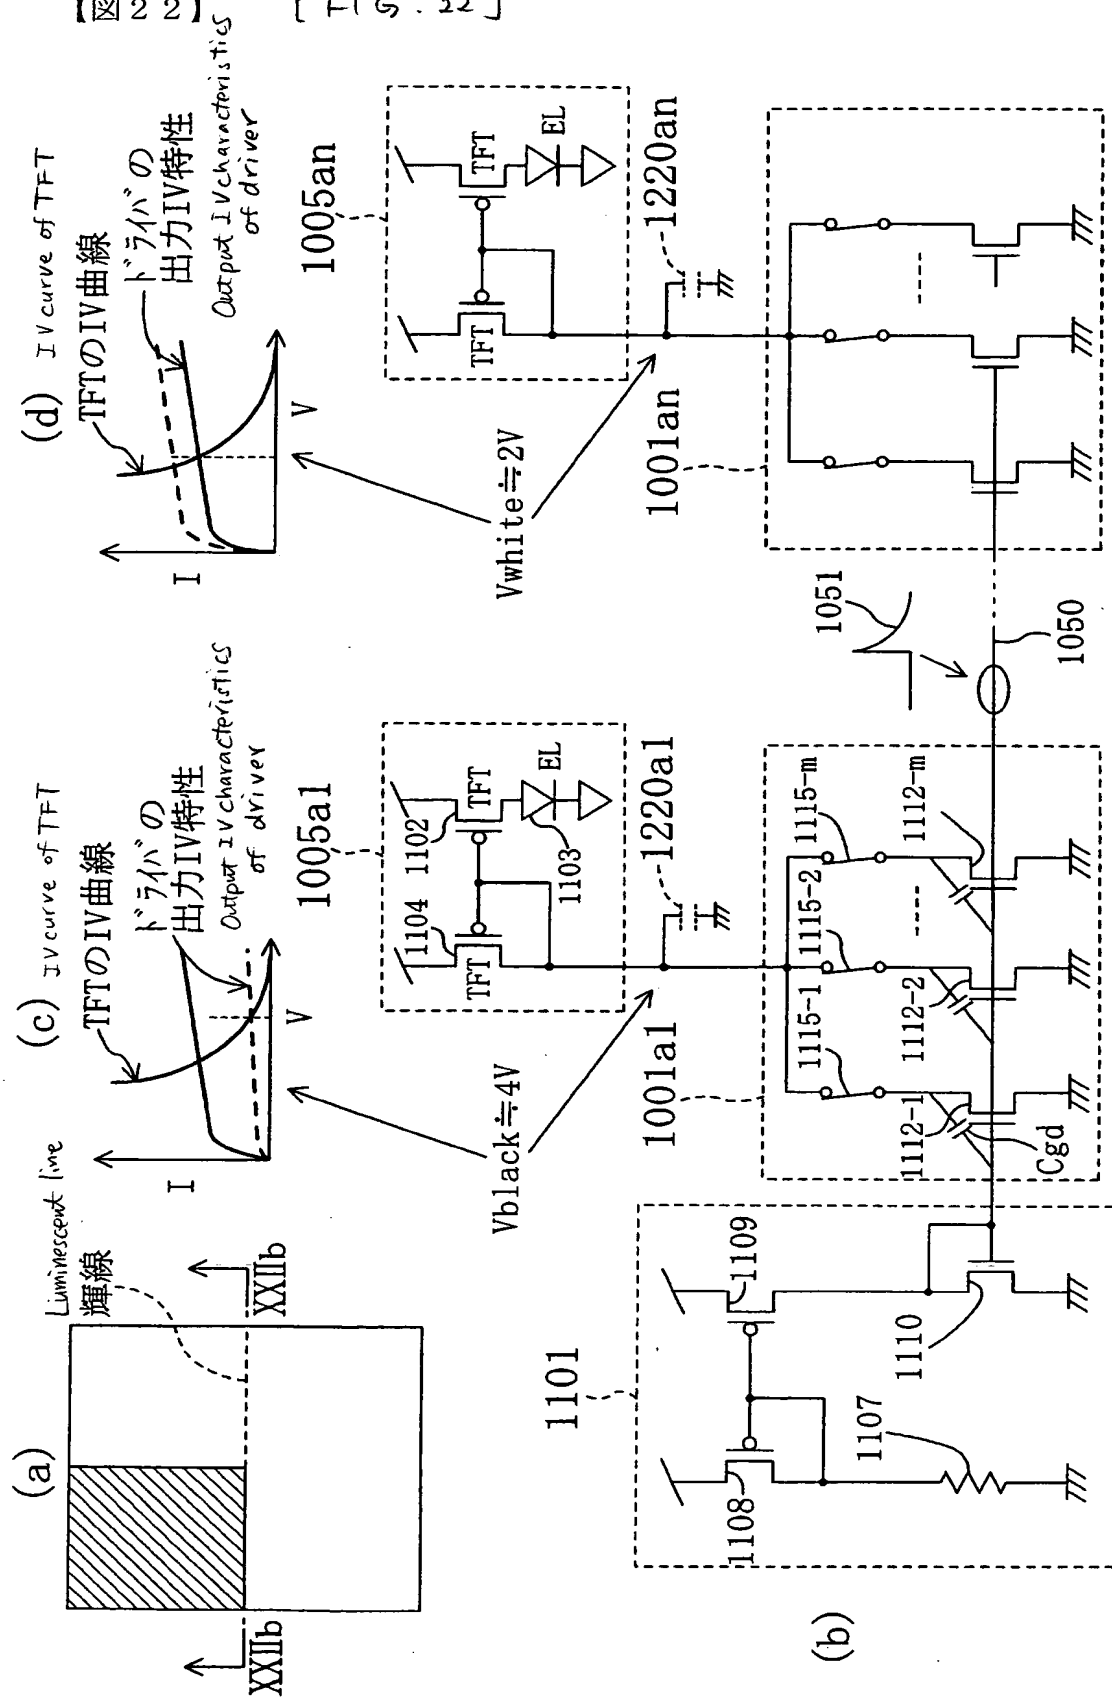 【図22】
[FIG. 22]
(a)
Luminescent line
輝線
XXIIb
XXIIb
(c)
IV curve of TFT
TFTのIV曲線
ドライバの
出力IV特性
Output IV characteristics
of driver
I
V
(d)
IV curve of TFT
TFTのIV曲線
ドライバの
出力IV特性
Output IV characteristics
of driver
I
V
Vblack≒4V
Vwhite≒2V
1005a1
1104
1102
TFT
TFT
EL
1103
1220a1
1005an
TFT
TFT
EL
1220an
(b)
1101
1108
1109
1107
1110
1001a1
1115-1
1115-2
1115-m
1112-1
1112-2
1112-m
Cgd
1051
1050
1001an